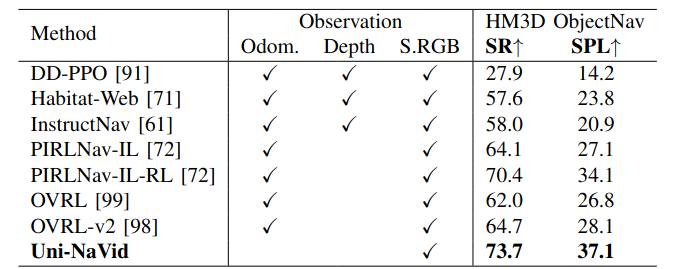 Method Observation HM3D ObjectNav
Odom. Depth S.RGB SR↑ SPL↑
DD-PPO [91] ✓ ✓ ✓ 27.9 14.2
Habitat-Web [71] ✓ ✓ ✓ 57.6 23.8
InstructNav [61] ✓ ✓ ✓ 58.0 20.9
PIRLNav-IL [72] ✓ ✓ 64.1 27.1
PIRLNav-IL-RL [72] ✓ ✓ 70.4 34.1
OVRL [99] ✓ ✓ 62.0 26.8
OVRL-v2 [98] ✓ ✓ 64.7 28.1
Uni-NaVid ✓ 73.7 37.1